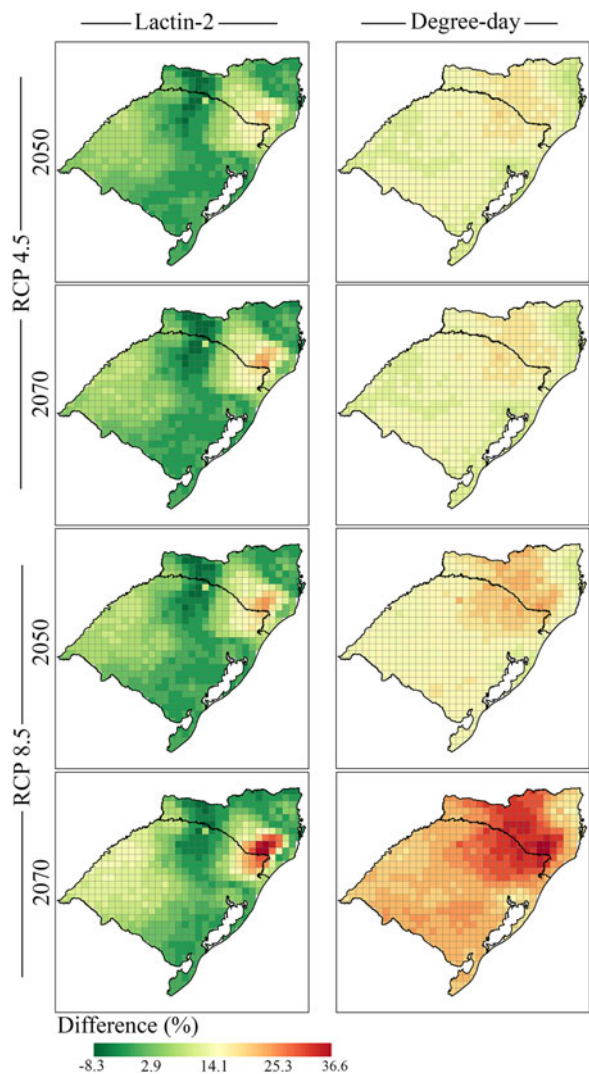 Lactin-2
Degree-day
RCP 4.5
2050
2070
RCP 8.5
2050
2070
Difference (%)
-8.3 2.9 14.1 25.3 36.6